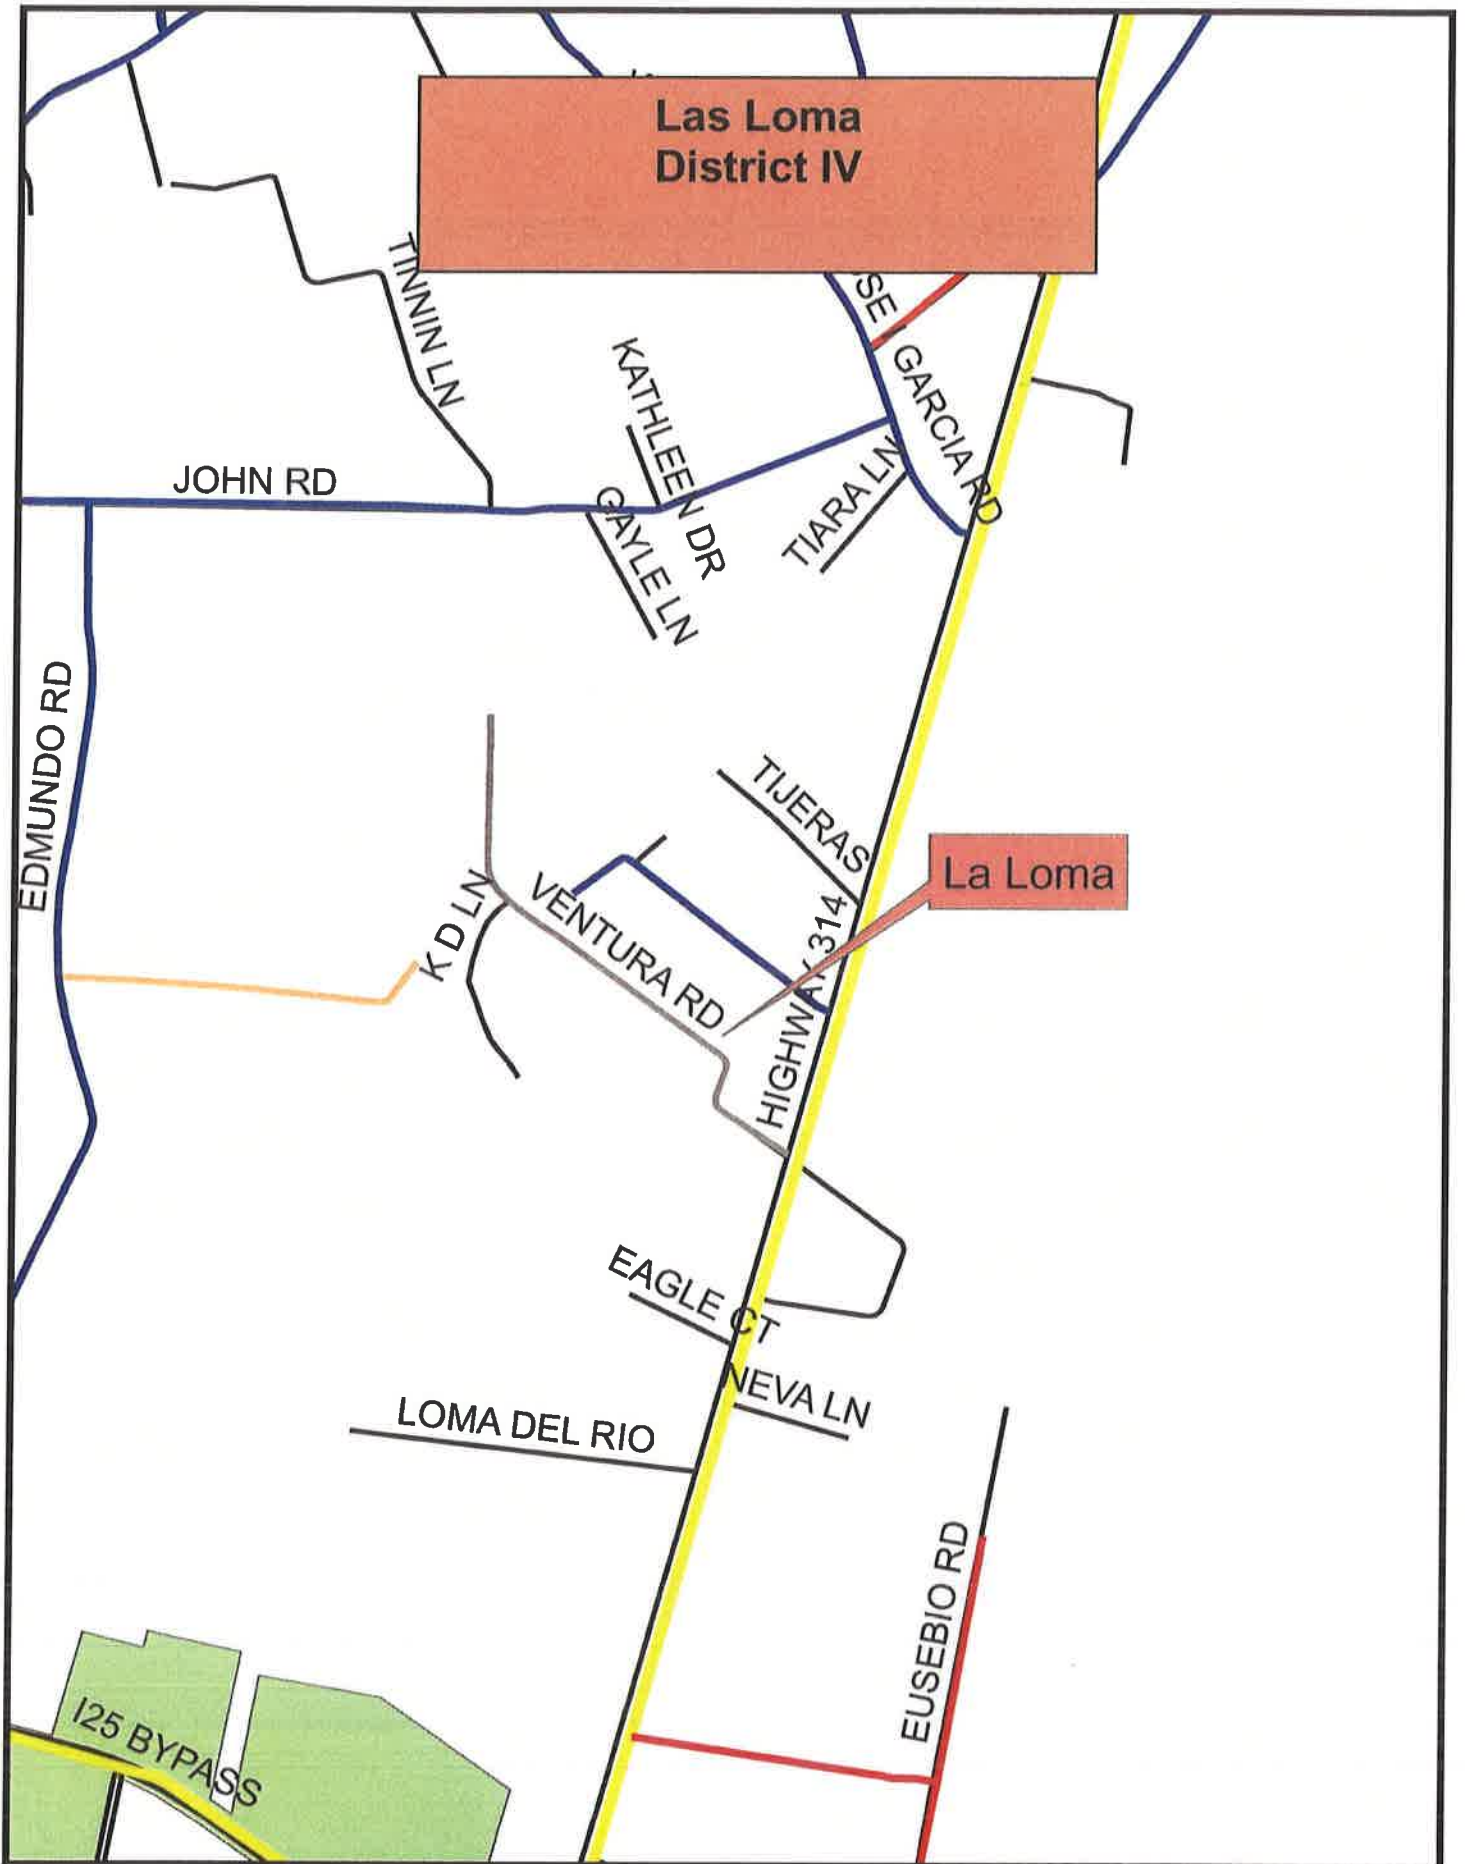 Las Loma
District IV
TINNIN LN
KATHLEEN DR
GARCIA RD
JOHN RD
GAYLE LN
TIARA LN
EDMUNDO RD
TIJERAS
La Loma
K D LN
VENTURA RD
HIGHWAY 314
EAGLE CT
NEVA LN
LOMA DEL RIO
EUSEBIO RD
I25 BYPASS